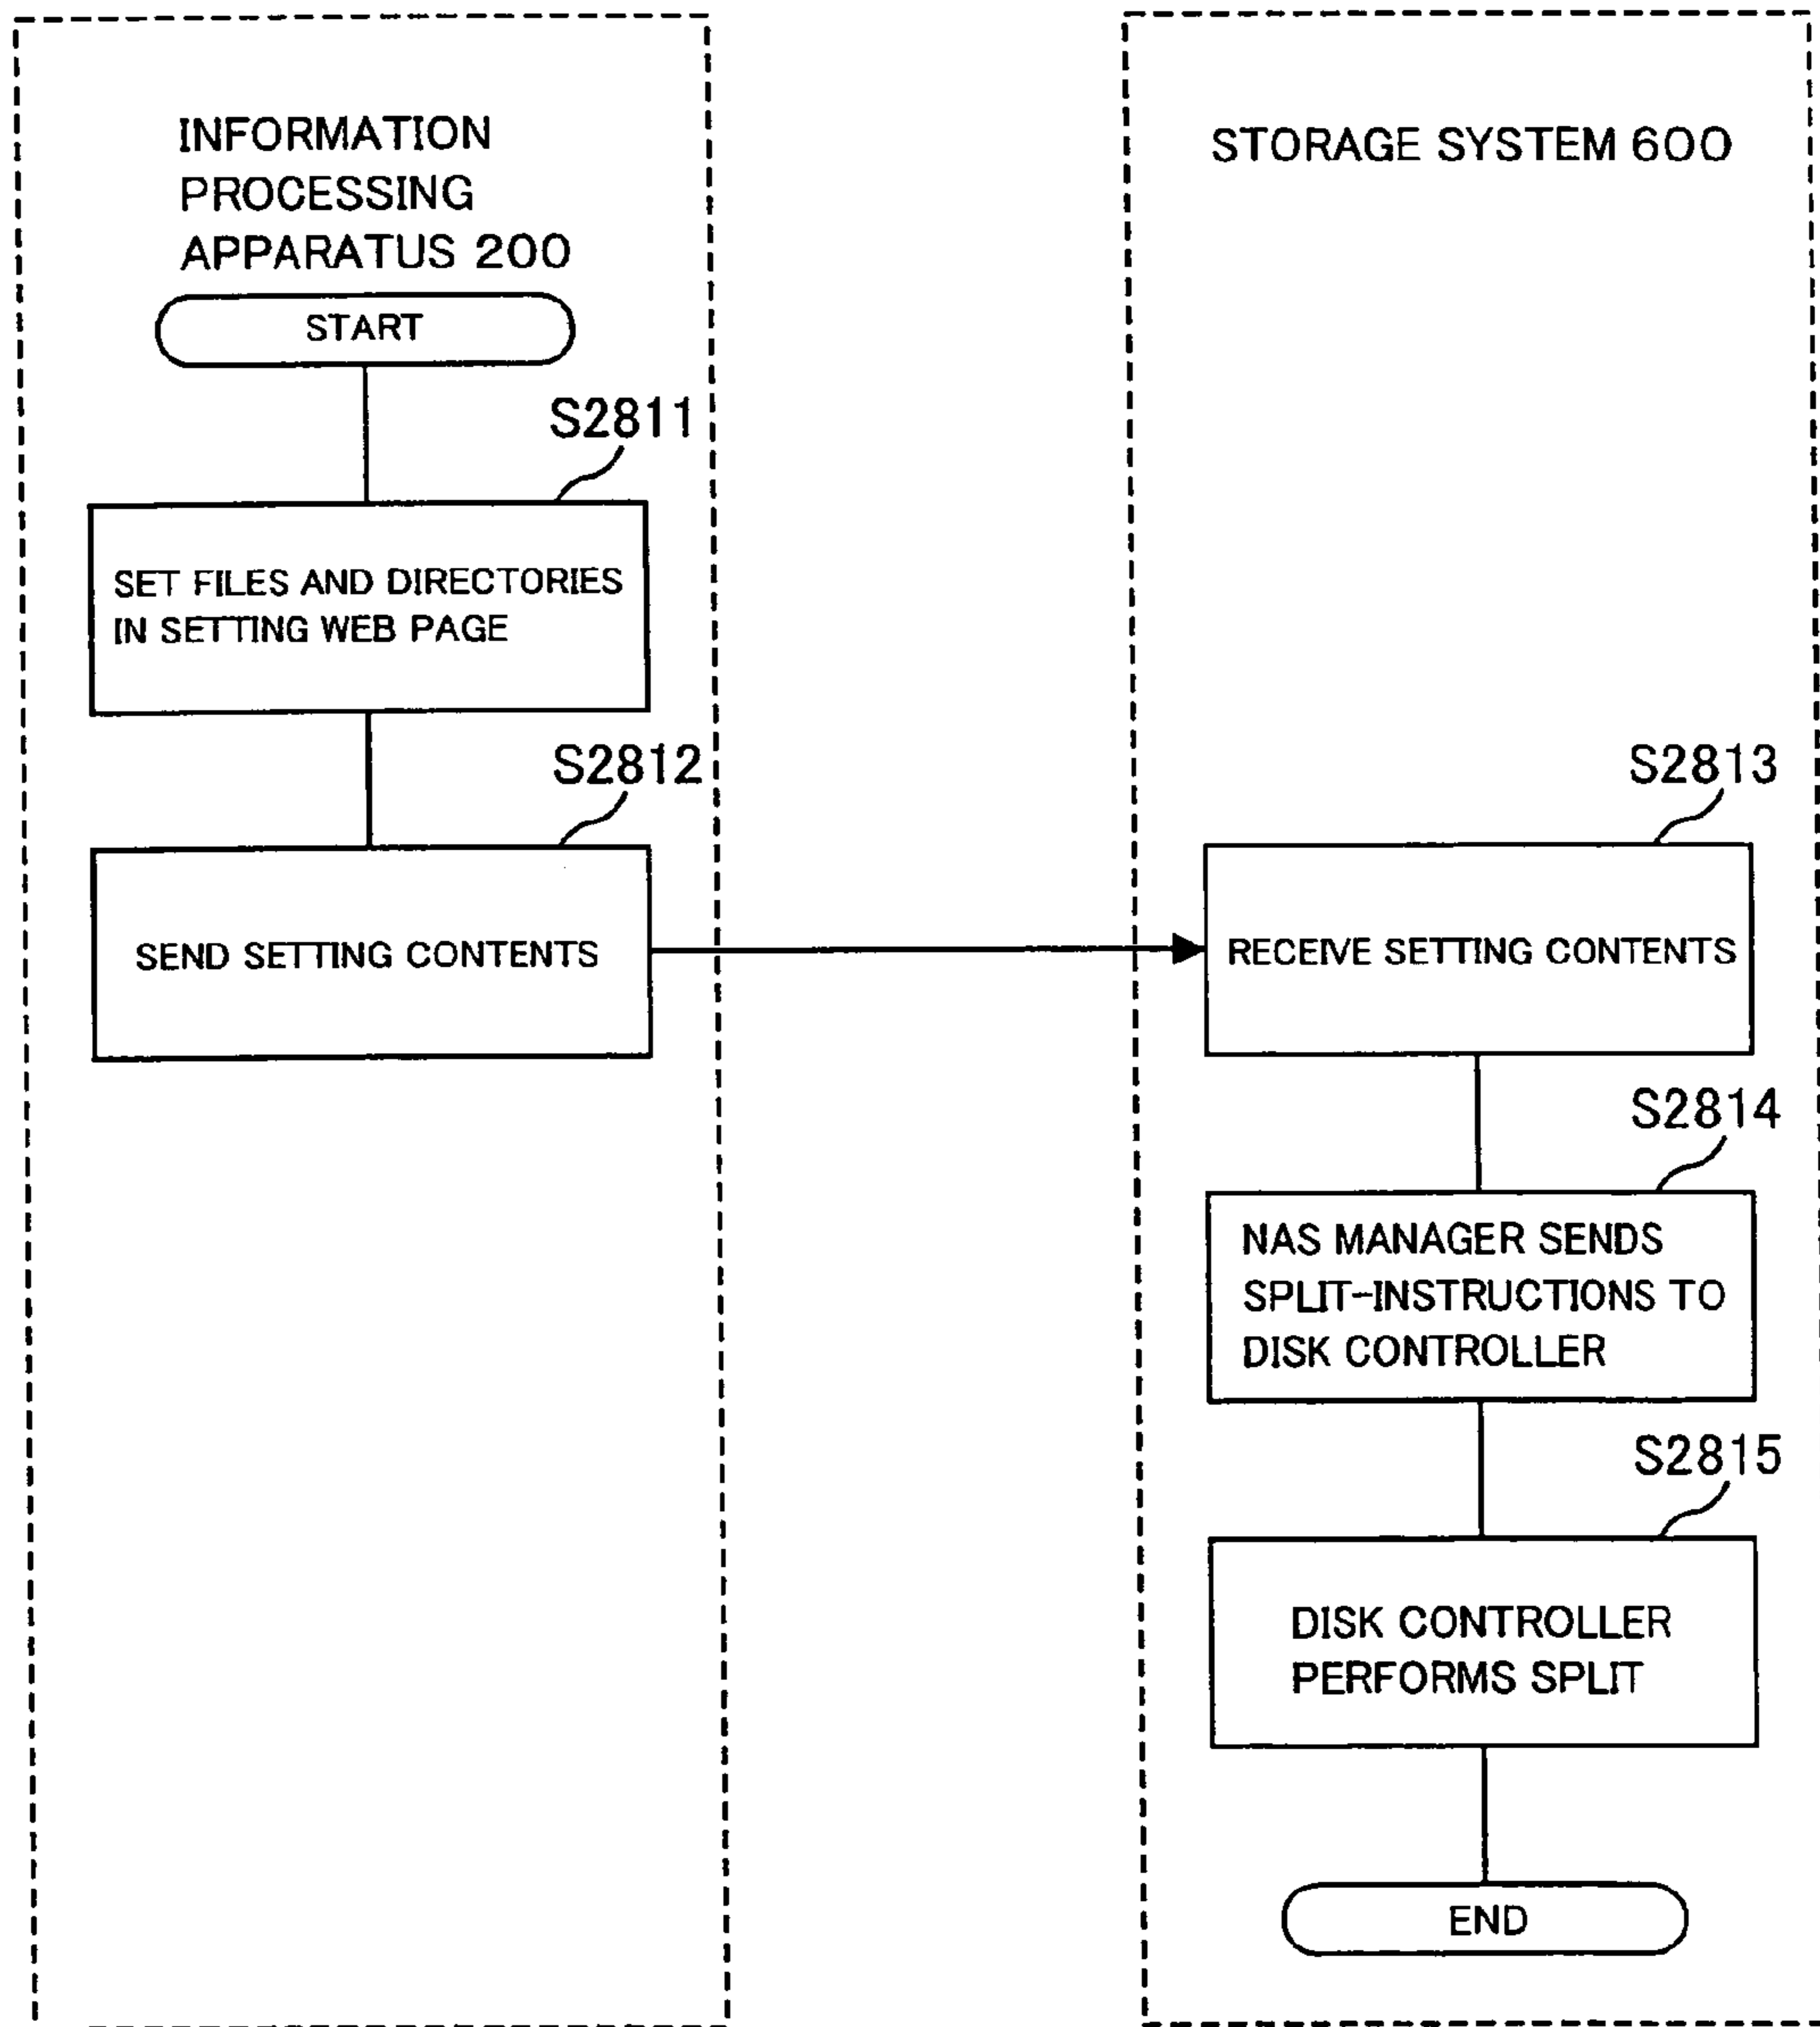 INFORMATION
PROCESSING
APPARATUS 200
START
S2811
SET FILES AND DIRECTORIES
IN SETTING WEB PAGE
S2812
SEND SETTING CONTENTS
STORAGE SYSTEM 600
S2813
RECEIVE SETTING CONTENTS
S2814
NAS MANAGER SENDS
SPLIT-INSTRUCTIONS TO
DISK CONTROLLER
S2815
DISK CONTROLLER
PERFORMS SPLIT
END